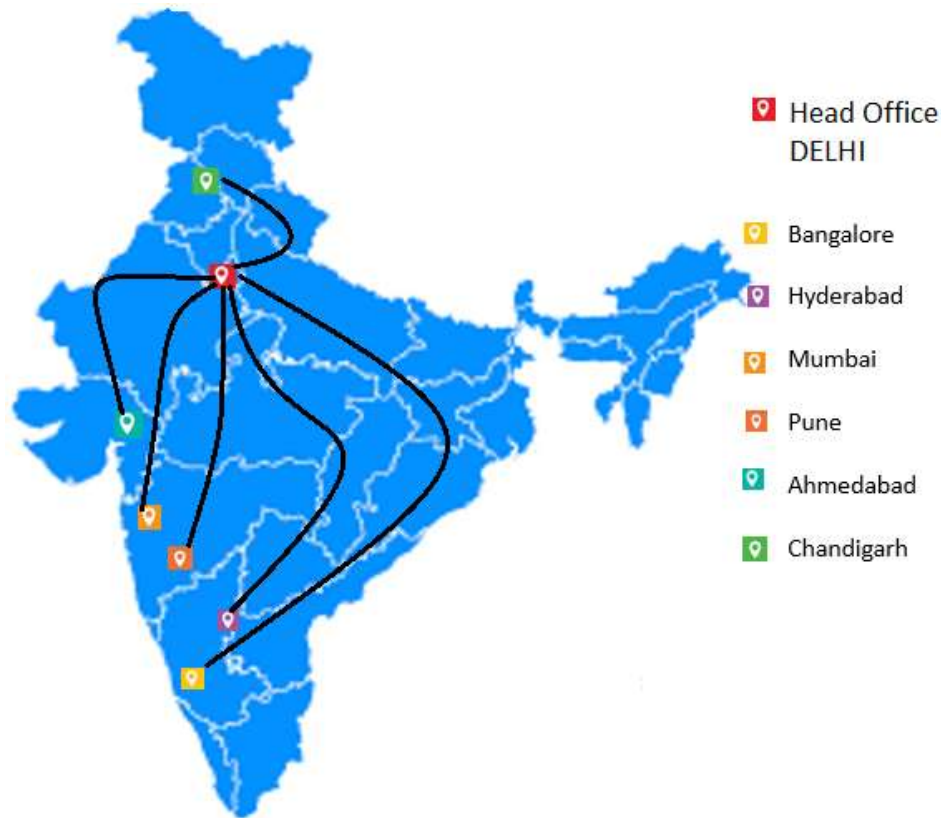 Head Office
DELHI
Bangalore
Hyderabad
Mumbai
Pune
Ahmedabad
Chandigarh